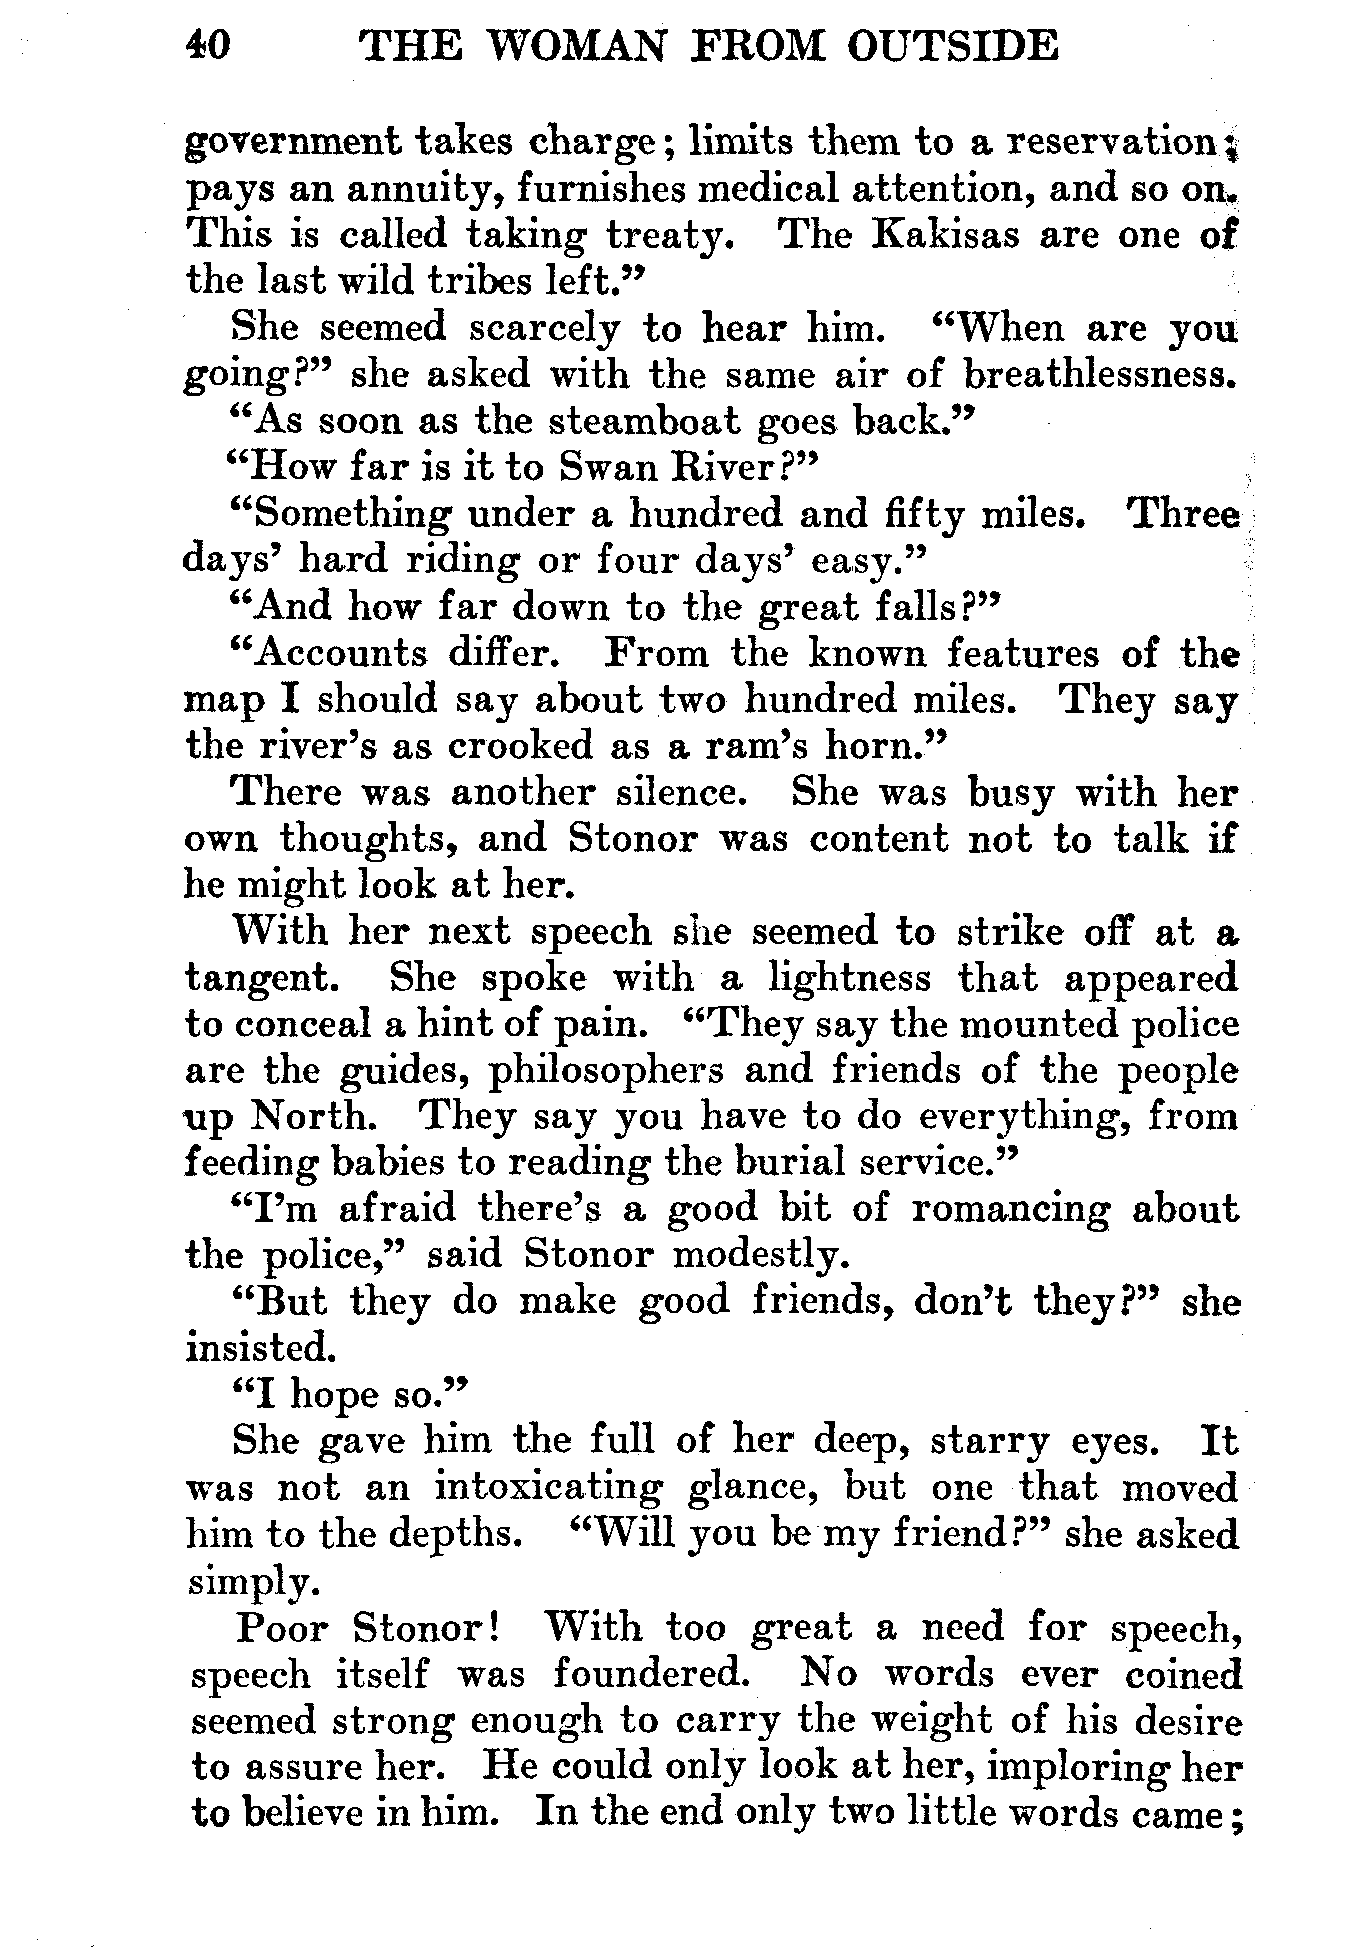 40 THE WOMAN FROM OUTSIDE
government takes charge; limits them to a reservation;
pays an annuity, furnishes medical attention, and so on.
This is called taking treaty. The Kakisas are one of
the last wild tribes left.”
She seemed scarcely to hear him. “When are you
going?” she asked with the same air of breathlessness.
“As soon as the steamboat goes back.”
“How far is it to Swan River?”
“Something under a hundred and fifty miles. Three
days’ hard riding or four days’ easy.”
“And how far down to the great falls?”
“Accounts differ. From the known features of the
map I should say about two hundred miles. They say
the river’s as crooked as a ram’s horn.”
There was another silence. She was busy with her
own thoughts, and Stonor was content not to talk if
he might look at her.
With her next speech she seemed to strike off at a
tangent. She spoke with a lightness that appeared
to conceal a hint of pain. “They say the mounted police
are the guides, philosophers and friends of the people
up North. They say you have to do everything, from
feeding babies to reading the burial service.”
“I’m afraid there’s a good bit of romancing about
the police,” said Stonor modestly.
“But they do make good friends, don’t they?” she
insisted.
“I hope so.”
She gave him the full of her deep, starry eyes. It
was not an intoxicating glance, but one that moved
him to the depths. “Will you be my friend?” she asked
simply.
Poor Stonor! With too great a need for speech,
speech itself was foundered. No words ever coined
seemed strong enough to carry the weight of his desire
to assure her. He could only look at her, imploring her
to believe in him. In the end only two little words came;